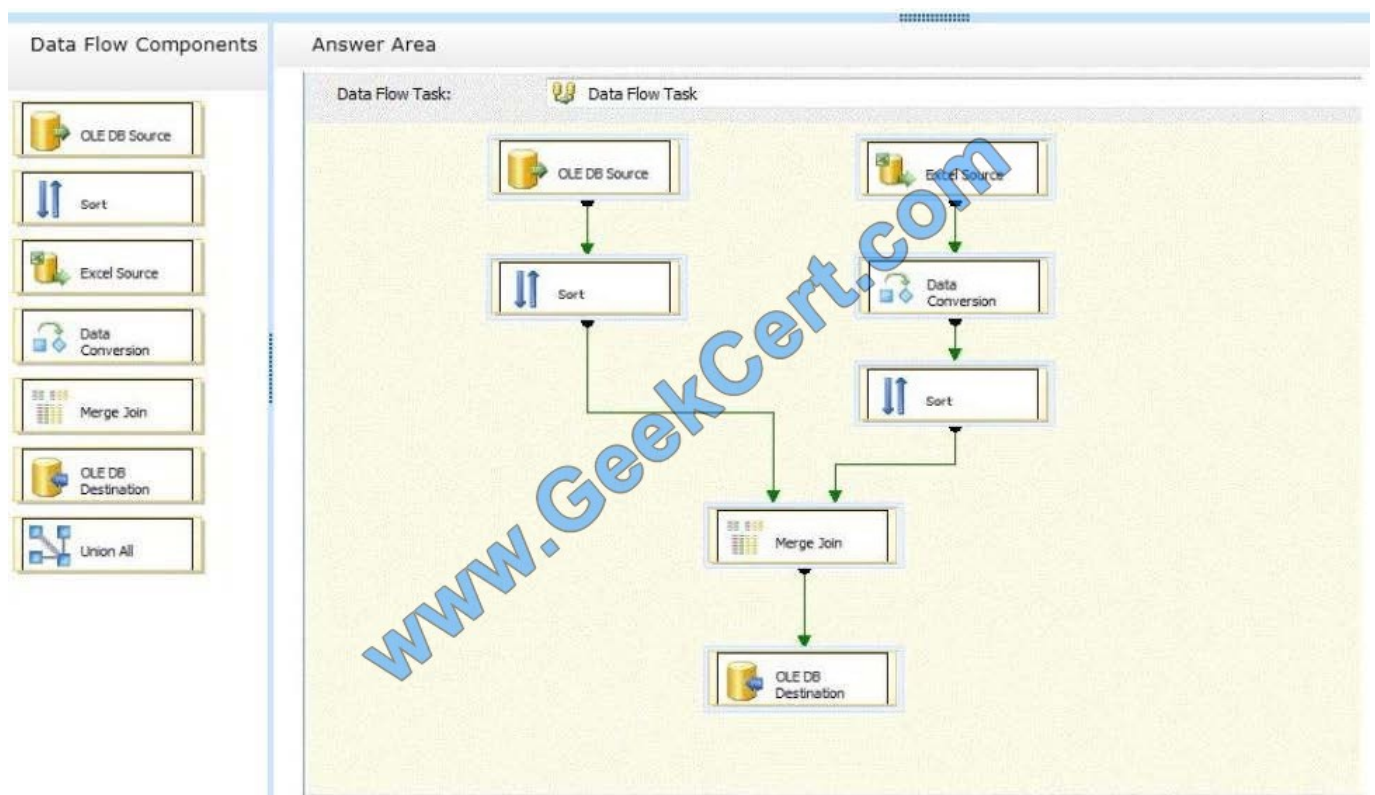 Data Flow Components
Answer Area
Data Flow Task:
Data Flow Task
OLE DB Source
Sort
Excel Source
Data
Conversion
Merge Join
OLE DB
Destination
Union All
OLE DB Source
Excel Source
Sort
Data
Conversion
Sort
Merge Join
OLE DB
Destination
www.GeekCert.com